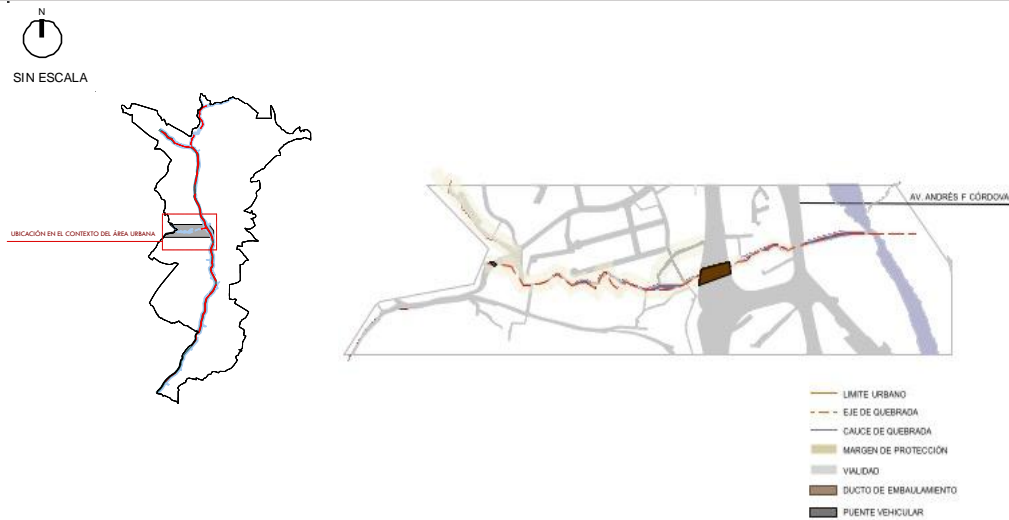 N
SIN ESCALA
UBICACIÓN EN EL CONTEXTO DEL ÁREA URBANA
AV. ANDRÉS F CÓRDOVA
LIMITE URBANO
EJE DE QUEBRADA
CAUCE DE QUEBRADA
MARGEN DE PROTECCIÓN
VIALIDAD
DUCTO DE EMBAULAMIENTO
PUENTE VEHICULAR